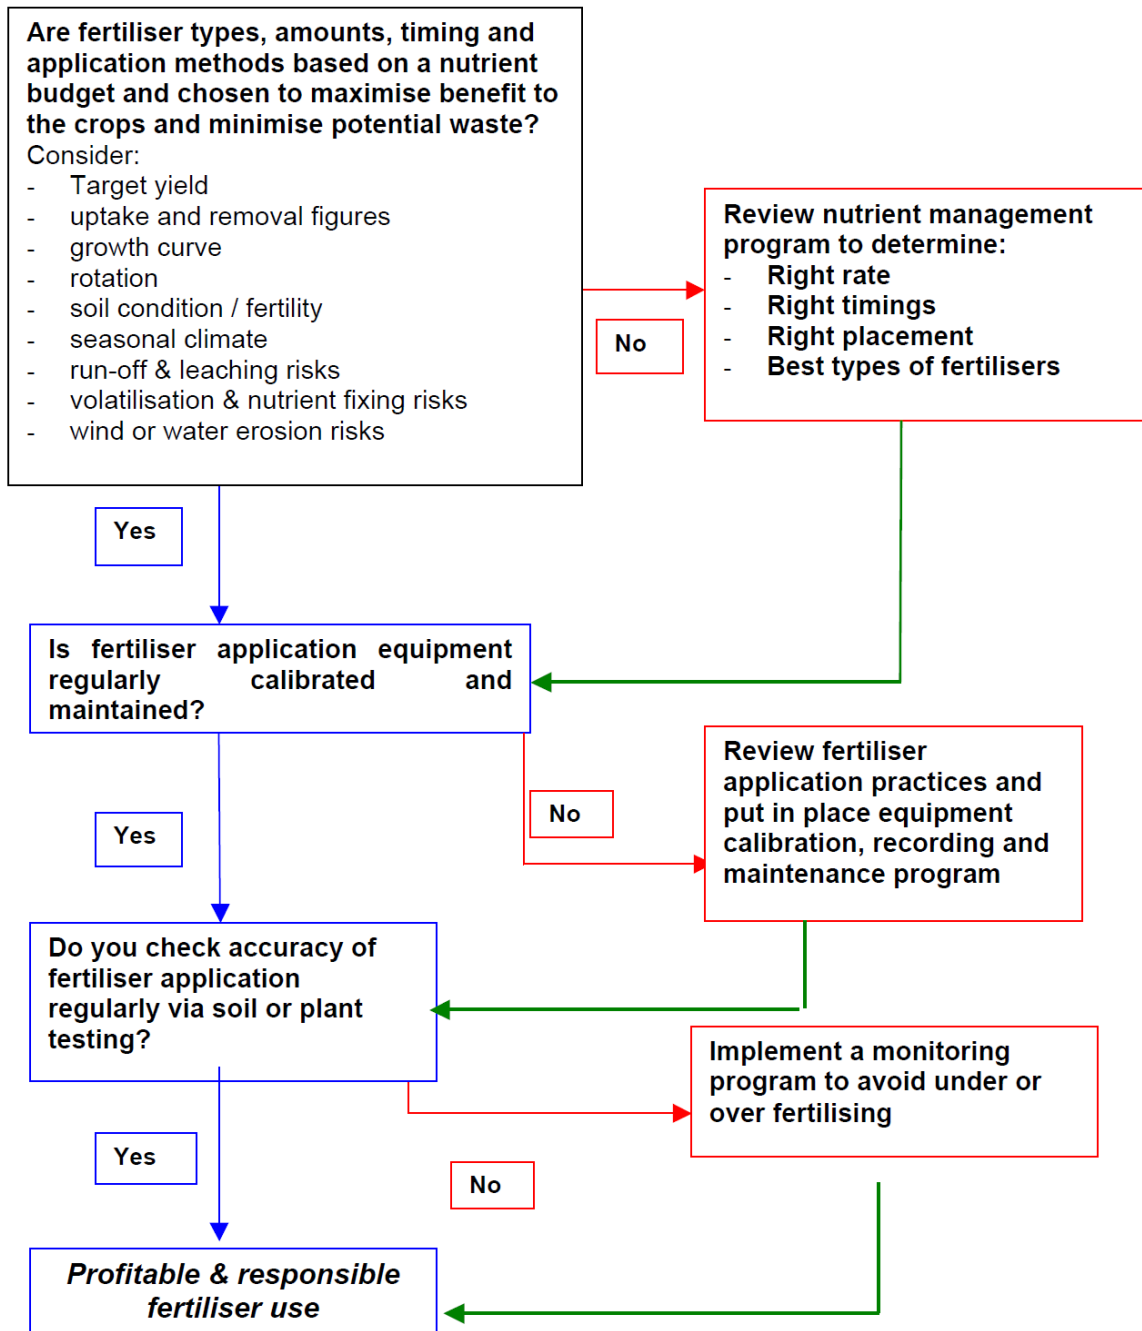 Are fertiliser types, amounts, timing and
application methods based on a nutrient
budget and chosen to maximise benefit to
the crops and minimise potential waste?
Consider:
- Target yield
- uptake and removal figures
- growth curve
- rotation
- soil condition / fertility
- seasonal climate
- run-off & leaching risks
- volatilisation & nutrient fixing risks
- wind or water erosion risks
Review nutrient management
program to determine:
- Right rate
- Right timings
- Right placement
- Best types of fertilisers
No
Yes
Is fertiliser application equipment
regularly calibrated and
maintained?
Review fertiliser
application practices and
put in place equipment
calibration, recording and
maintenance program
No
Yes
Do you check accuracy of
fertiliser application
regularly via soil or plant
testing?
Implement a monitoring
program to avoid under or
over fertilising
Yes
No
Profitable & responsible
fertiliser use